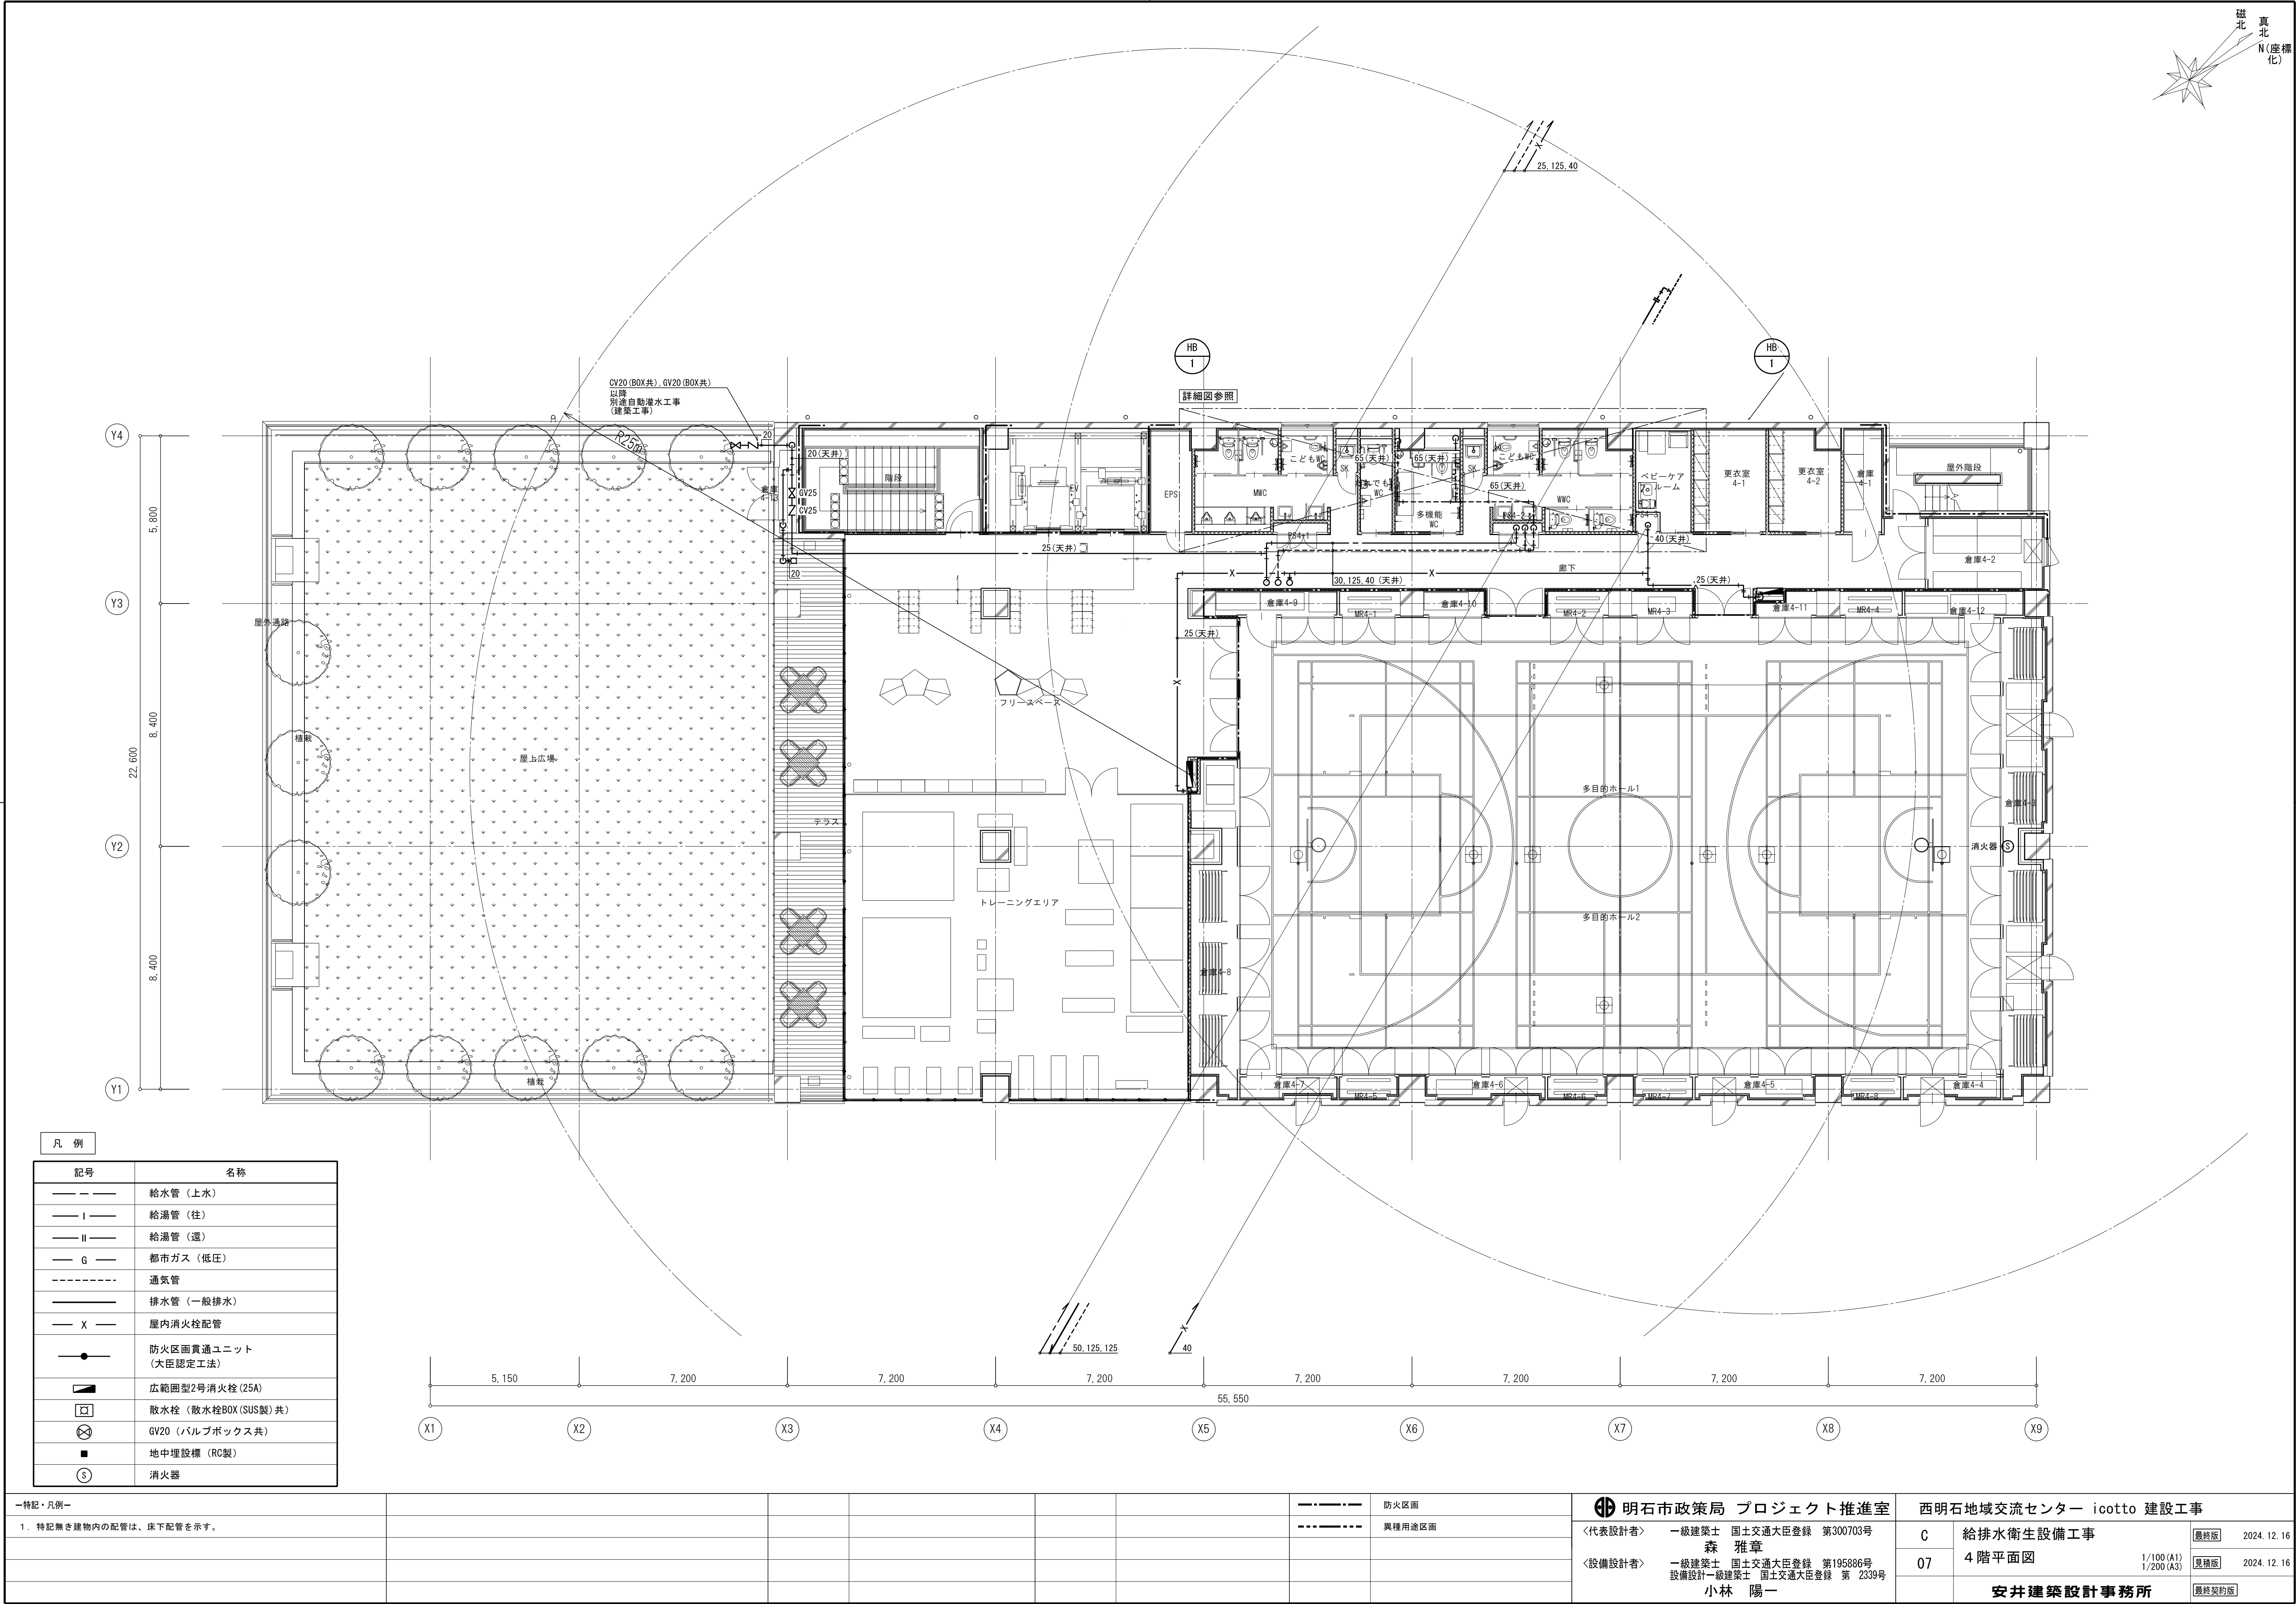 磁北
真北
N(座標化)
25,125,40
HB
1
HB
1
詳細図参照
CV20(BOX共),GV20(BOX共)
以降
別途自動灌水工事
(建築工事)
20
R25m
20(天井)
階段
EV
EPS
MWC
こどもWC
SK
65(天井)
だれでも
WC
65(天井)
多機能
WC
SK
こどもWC
65(天井)
WWC
PS4-2
PS4-1
PS4-3
ベビーケア
ルーム
更衣室
4-1
更衣室
4-2
倉庫
4-1
屋外階段
倉庫4-2
倉庫
4-13
GV25
CV25
20
25(天井)
40(天井)
30,125,40(天井)
X
X
廊下
25(天井)
倉庫4-9
MR4-1
倉庫4-10
MR4-2
MR4-3
倉庫4-11
MR4-4
倉庫4-12
25(天井)
X
屋外通路
植栽
屋上広場
テラス
フリースペース
トレーニングエリア
多目的ホール1
多目的ホール2
倉庫4-3
消火器
S
倉庫4-8
植栽
倉庫4-7
MR4-5
倉庫4-6
MR4-6
MR4-7
倉庫4-5
MR4-8
倉庫4-4
Y4
Y3
Y2
Y1
5,800
8,400
8,400
22,600
50,125,125
X
40
5,150
7,200
7,200
7,200
7,200
7,200
7,200
7,200
55,550
X1
X2
X3
X4
X5
X6
X7
X8
X9
凡 例
記号 名称
給水管(上水)
I 給湯管(往)
II 給湯管(還)
G 都市ガス(低圧)
通気管
排水管(一般排水)
X 屋内消火栓配管
防火区画貫通ユニット
(大臣認定工法)
広範囲型2号消火栓(25A)
散水栓(散水栓BOX(SUS製)共)
GV20(バルブボックス共)
地中埋設標(RC製)
S 消火器
ー特記・凡例ー
1. 特記無き建物内の配管は、床下配管を示す。
防火区画
異種用途区画
明石市政策局 プロジェクト推進室
〈代表設計者〉 一級建築士 国土交通大臣登録 第300703号
森 雅章
〈設備設計者〉 一級建築士 国土交通大臣登録 第195886号
設備設計一級建築士 国土交通大臣登録 第 2339号
小林 陽一
西明石地域交流センター icotto 建設工事
C 給排水衛生設備工事
07 4階平面図
1/100(A1)
1/200(A3)
最終版 2024.12.16
見積版 2024.12.16
最終契約版
安井建築設計事務所